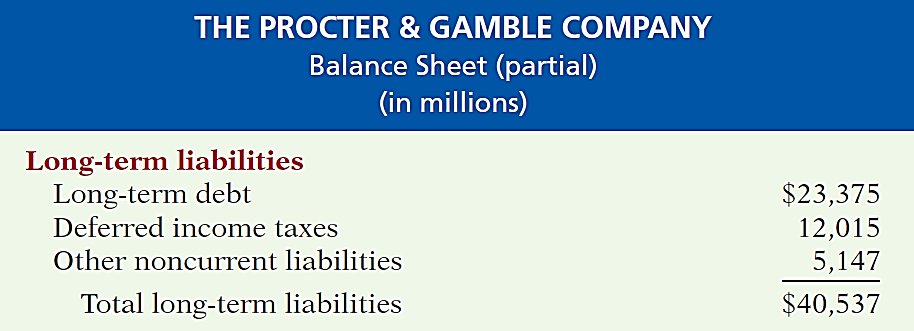 THE PROCTER & GAMBLE COMPANY
Balance Sheet (partial)
(in millions)
Long-term liabilities
Long-term debt $23,375
Deferred income taxes 12,015
Other noncurrent liabilities 5,147
Total long-term liabilities $40,537